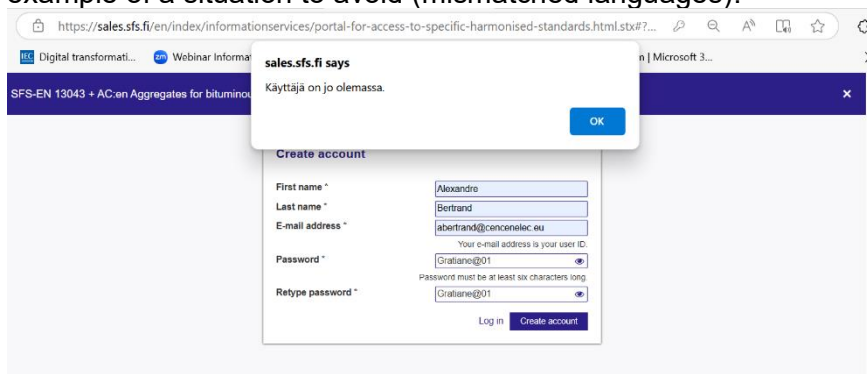 example of a situation to avoid (mismatched languages):
https://sales.sfs.fi/en/index/informationservices/portal-for-access-to-specific-harmonised-standards.html.stx#?...
IEC Digital transformati...
zm Webinar Informa
n | Microsoft 3...
sales.sfs.fi says
Käyttäjä on jo olemassa.
OK
SFS-EN 13043 + AC:en Aggregates for bituminou
Create account
First name *
Alexandre
Last name *
Bertrand
E-mail address *
abertrand@cencenelec.eu
Your e-mail address is your user ID.
Password *
Gratiane@01
Password must be at least six characters long.
Retype password *
Gratiane@01
Log in
Create account